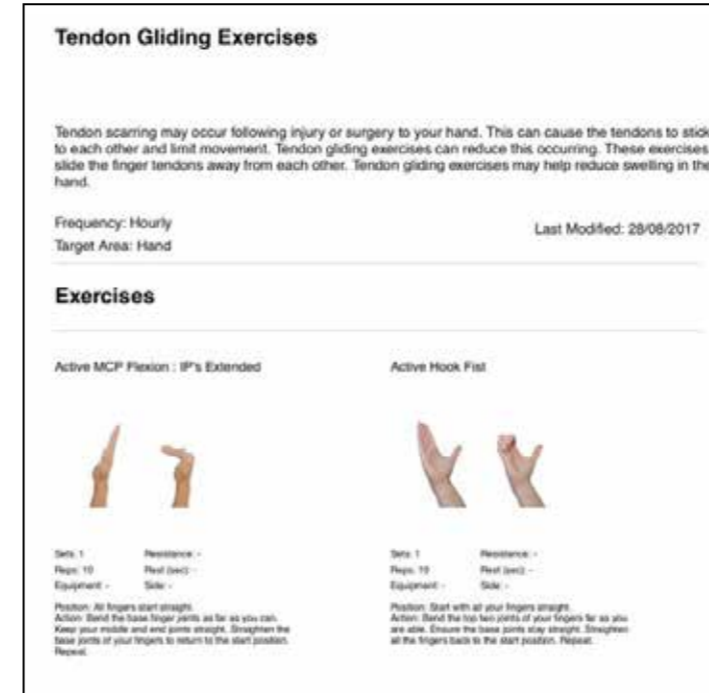 Tendon Gliding Exercises
Tendon scarring may occur following injury or surgery to your hand. This can cause the tendons to stick
to each other and limit movement. Tendon gliding exercises can reduce this occurring. These exercises
slide the finger tendons away from each other. Tendon gliding exercises may help reduce swelling in the
hand.
Frequency: Hourly
Last Modified: 28/08/2017
Target Area: Hand
Exercises
Active MCP Flexion : IP's Extended
Active Hook Fist
Sets: 1 Resistance: -
Reps: 10 Rest (sec): -
Equipment: - Side: -
Position: All fingers start straight.
Action: Bend the base finger joints as far as you can.
Keep your middle and end joints straight. Straighten the
base joints of your fingers to return to the start position.
Repeat.
Sets: 1 Resistance: -
Reps: 10 Rest (sec): -
Equipment: - Side: -
Position: Start with all your fingers straight.
Action: Bend the top two joints of your fingers far as you
are able. Ensure the base joints stay straight. Straighten
all the fingers back to the start position. Repeat.